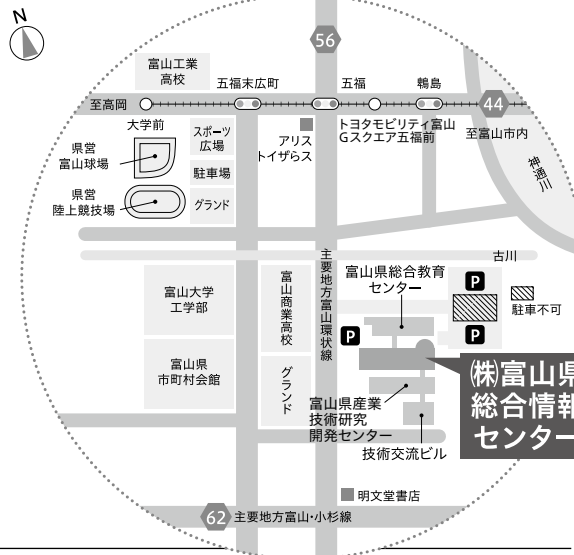 N
56
富山工業
高校
五福末広町
五福
鵯島
至高岡
44
大学前
スポーツ
広場
アリス
トイザらス
トヨタモビリティ富山
Gスクエア五福前
至富山市内
県営
富山球場
駐車場
神通川
県営
陸上競技場
グランド
主要地方富山環状線
古川
富山大学
工学部
富山商業高校
富山県総合教育
センター
P
駐車不可
P
P
富山県
市町村会館
グランド
㈱富山県
総合情報
センター
富山県産業
技術研究
開発センター
技術交流ビル
明文堂書店
62
主要地方富山・小杉線